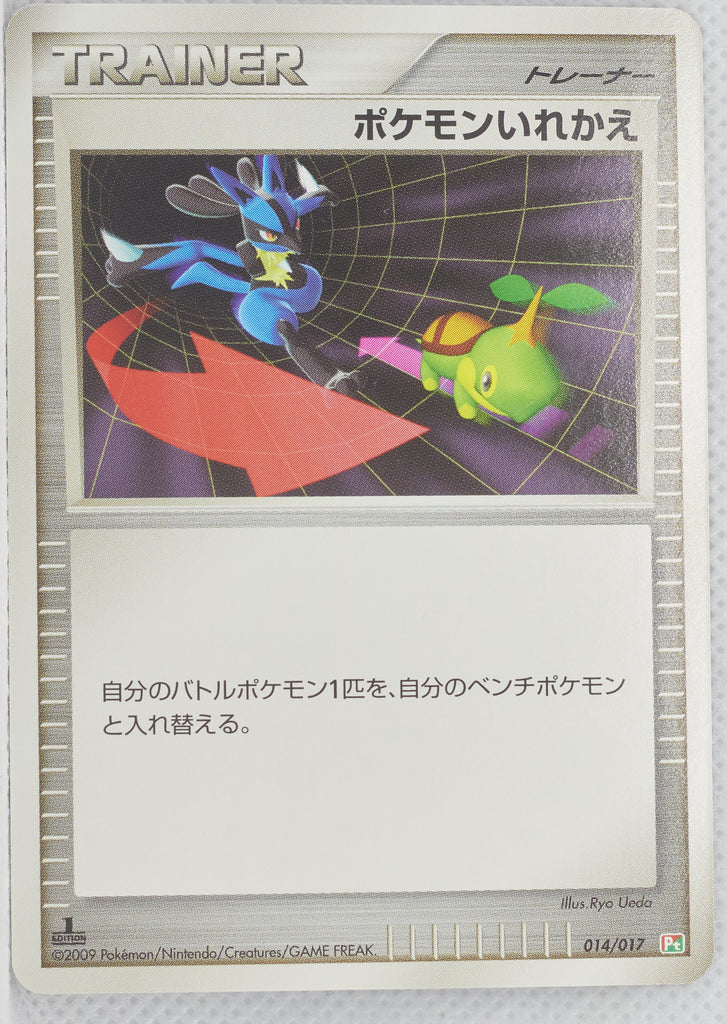 TRAINER
トレーナー
ポケモンいれかえ
自分のバトルポケモン1匹を、自分のベンチポケモン
と入れ替える。
Illus.Ryo Ueda
1
EDITION
©2009 Pokémon/Nintendo/Creatures/GAME FREAK.
014/017
Pt